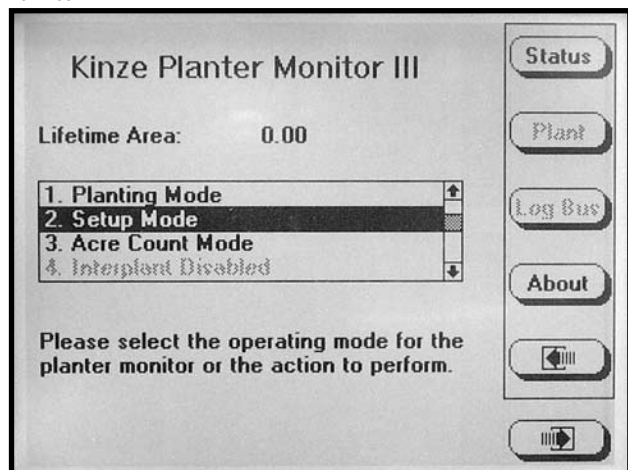 Kinze Planter Monitor III
Lifetime Area: 0.00
1. Planting Mode
2. Setup Mode
3. Acre Count Mode
4. Interplant Disabled
Please select the operating mode for the
planter monitor or the action to perform.
Status
Plant
Log Bus
About